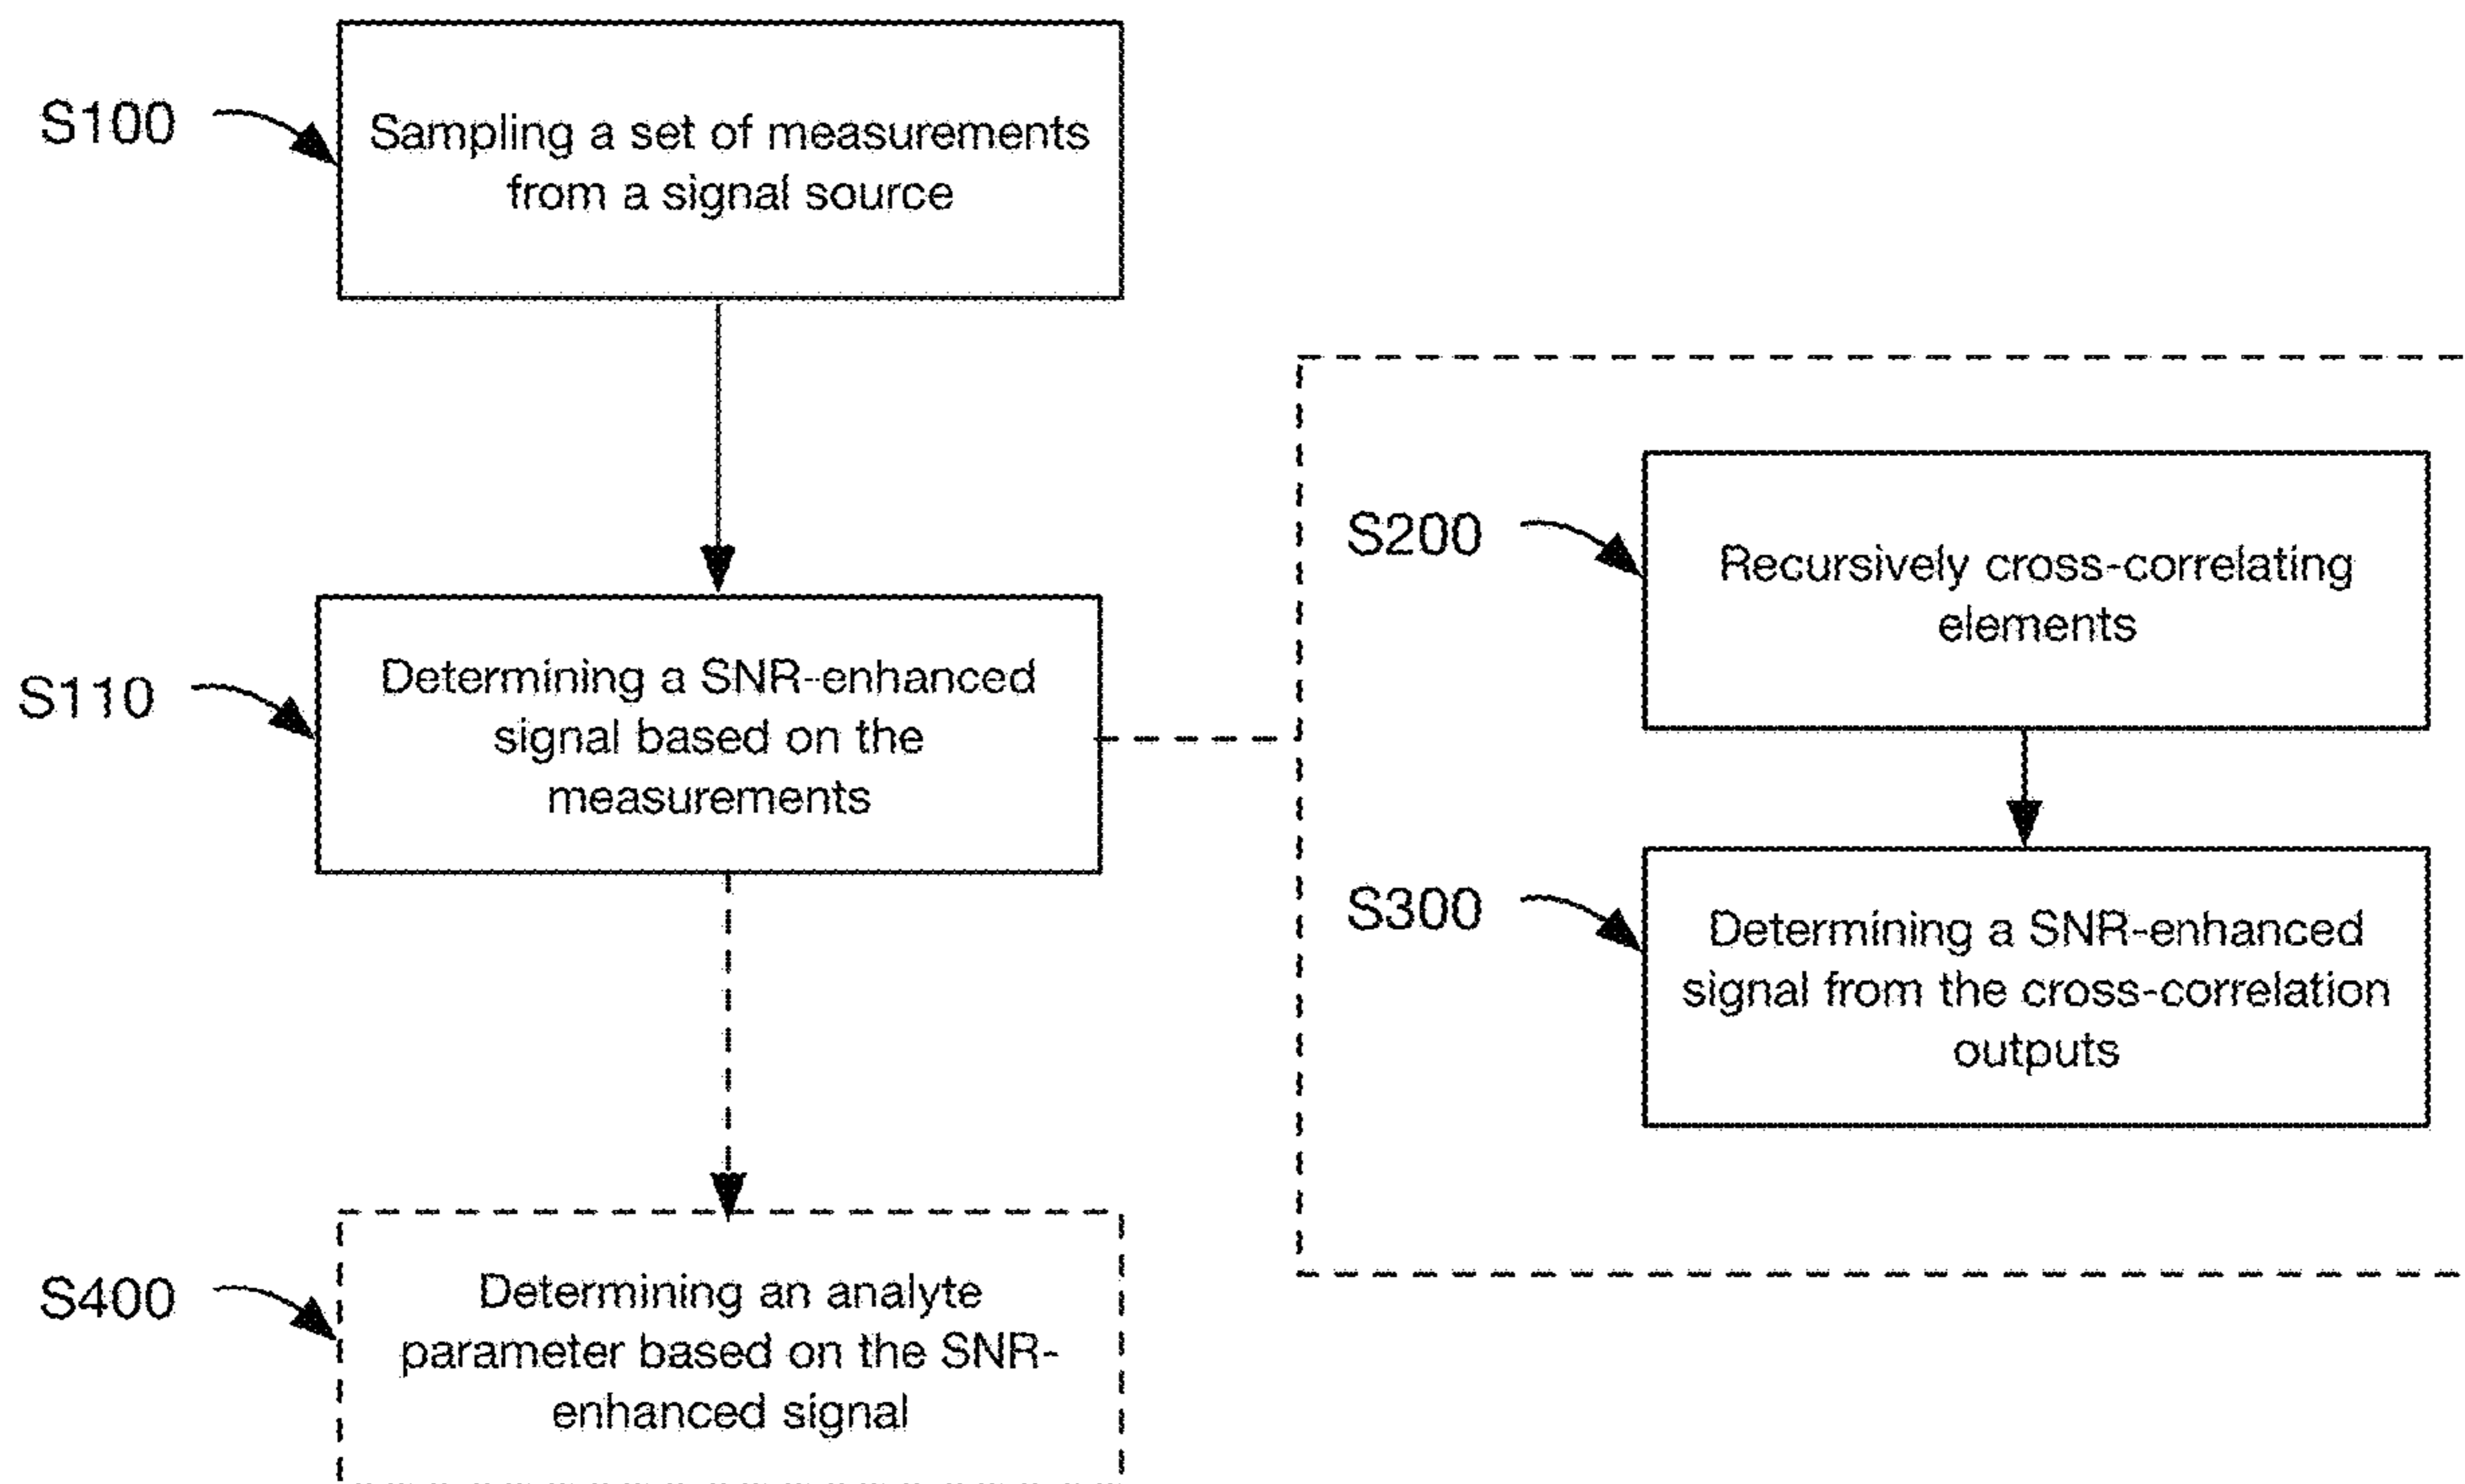 S100
Sampling a set of measurements
from a signal source
S110
Determining a SNR-enhanced
signal based on the
measurements
S200
Recursively cross-correlating
elements
S300
Determining a SNR-enhanced
signal from the cross-correlation
outputs
S400
Determining an analyte
parameter based on the SNR-
enhanced signal